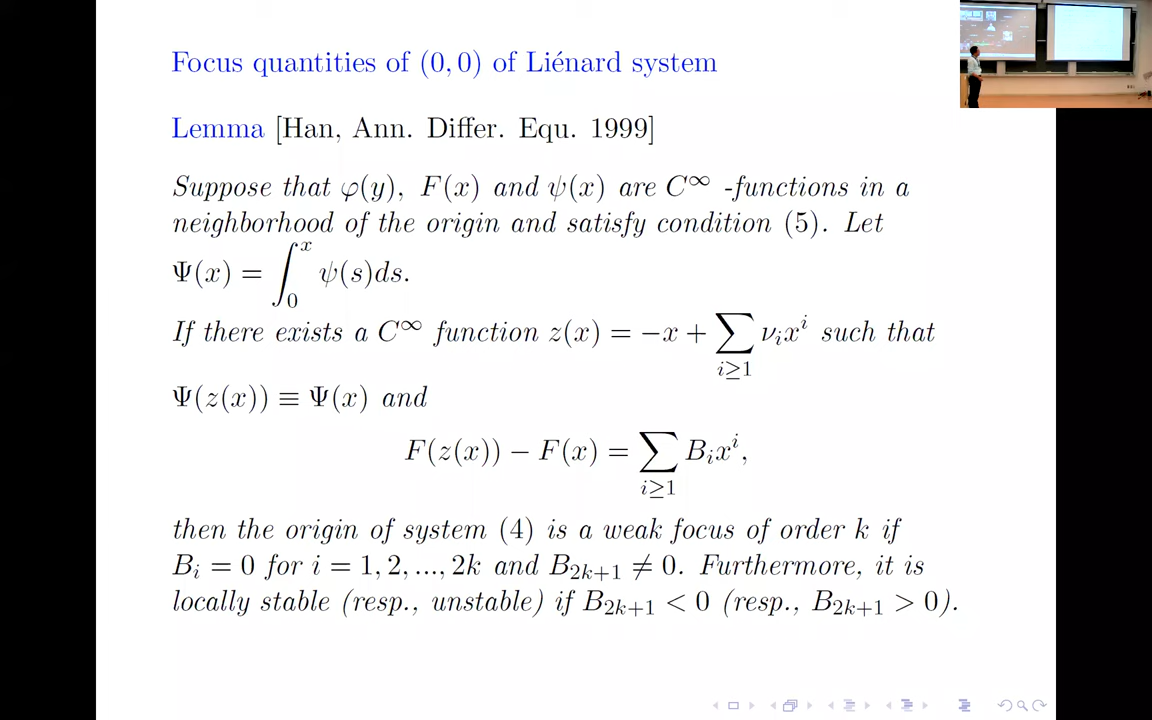 Focus quantities of (0, 0) of Liénard system
Lemma [Han, Ann. Differ. Equ. 1999]
Suppose that φ(y), F(x) and ψ(x) are C^∞ -functions in a
neighborhood of the origin and satisfy condition (5). Let
Ψ(x) = ∫_0^x ψ(s)ds.
If there exists a C^∞ function z(x) = −x + ∑_{i≥1} ν_i x^i such that
Ψ(z(x)) ≡ Ψ(x) and
F(z(x)) − F(x) = ∑_{i≥1} B_i x^i,
then the origin of system (4) is a weak focus of order k if
B_i = 0 for i = 1, 2, ..., 2k and B_{2k+1} ≠ 0. Furthermore, it is
locally stable (resp., unstable) if B_{2k+1} < 0 (resp., B_{2k+1} > 0).